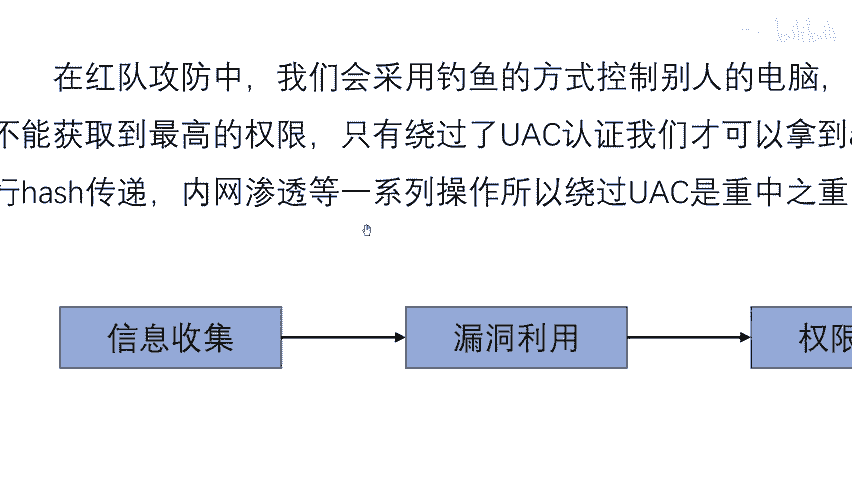 在红队攻防中，我们会采用钓鱼的方式控制别人的电脑，
不能获取到最高的权限，只有绕过了UAC认证我们才可以拿到a
行hash传递，内网渗透等一系列操作所以绕过UAC是重中之重
信息收集
漏洞利用
权限